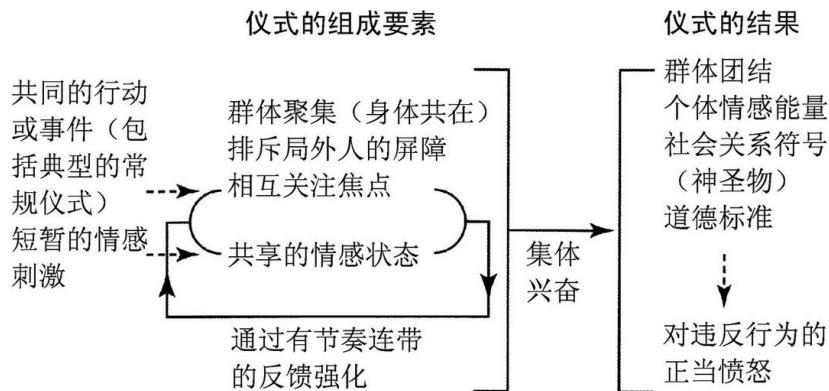 仪式的组成要素
仪式的结果
共同的行动
或事件（包
括典型的常
规仪式）
短暂的情感
刺激
群体聚集（身体共在）
排斥局外人的屏障
相互关注焦点
共享的情感状态
通过有节奏连带
的反馈强化
集体
兴奋
群体团结
个体情感能量
社会关系符号
（神圣物）
道德标准
对违反行为的
正当愤怒